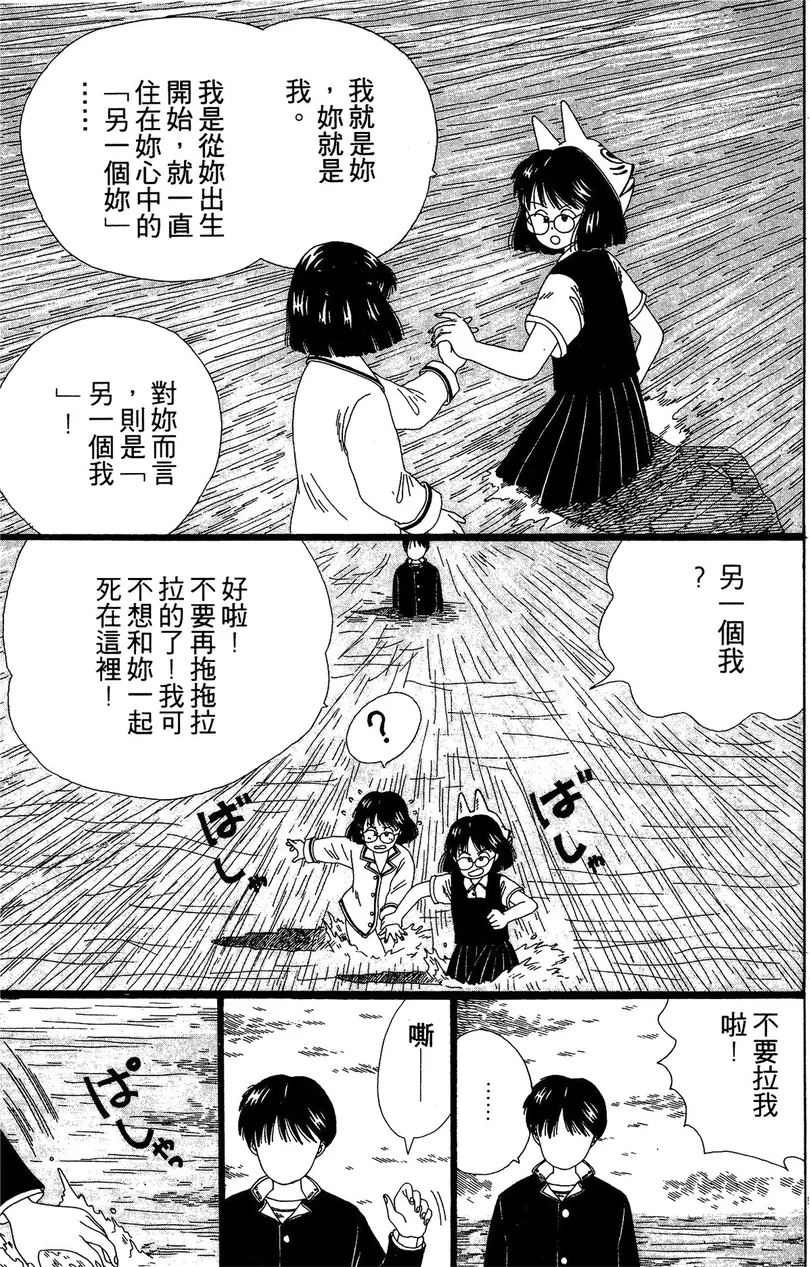 我就是妳
，妳就是
我。
我是從妳出生
開始，就一直
住在妳心中的
「另一個妳」
……
對妳而言
，則是「
另一個我
」！
另一個我
？
好啦！
不要再拖拖拉
拉的了！我可
不想和妳一起
死在這裡！
？
ばしゃ
ばしゃ
不要拉我
啦！
……
嘶—
ぱしゃっ